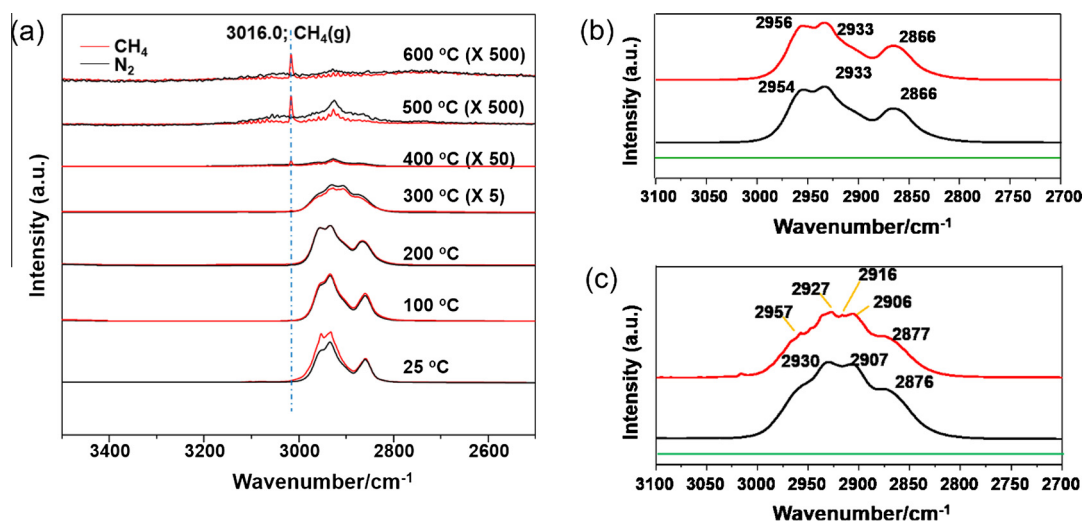 (a)
3016.0; CH4(g)
CH4
N2
600 °C (X 500)
500 °C (X 500)
400 °C (X 50)
300 °C (X 5)
200 °C
100 °C
25 °C
Intensity (a.u.)
3400 3200 3000 2800 2600
Wavenumber/cm-1
(b)
2956 2933 2866
2954 2933 2866
Intensity (a.u.)
3100 3050 3000 2950 2900 2850 2800 2750 2700
Wavenumber/cm-1
(c)
2957 2927 2916 2906 2877
2930 2907 2876
Intensity (a.u.)
3100 3050 3000 2950 2900 2850 2800 2750 2700
Wavenumber/cm-1